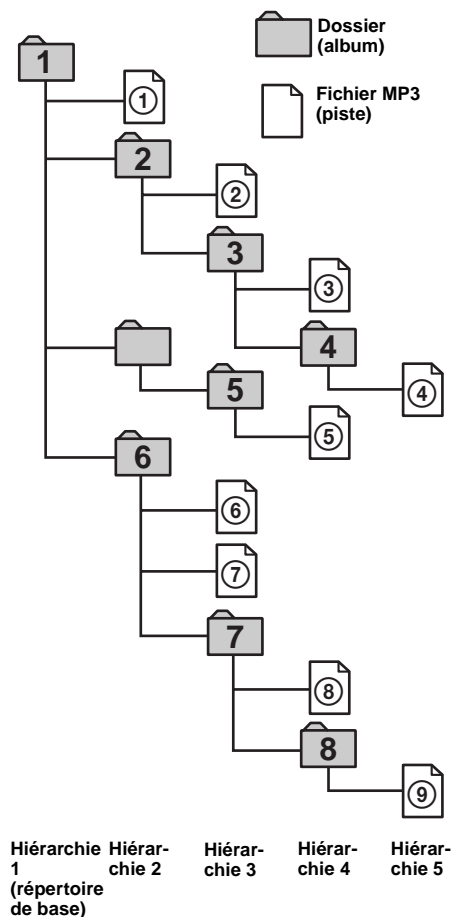 Dossier
(album)
Fichier MP3
(piste)
1
①
2
②
3
③
4
④
5
⑤
6
⑥
⑦
7
⑧
8
⑨
Hiérarchie
1
(répertoire
de base)
Hiérar-
chie 2
Hiérar-
chie 3
Hiérar-
chie 4
Hiérar-
chie 5